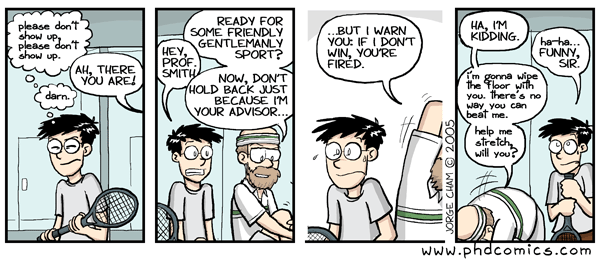 please don't
show up,
please don't
show up.
AH, THERE
YOU ARE!
darn.
READY FOR
SOME FRIENDLY
GENTLEMANLY
SPORT?
HEY,
PROF.
SMITH
NOW, DON'T
HOLD BACK JUST
BECAUSE I'M
YOUR ADVISOR...
...BUT I WARN
YOU: IF I DON'T
WIN, YOU'RE
FIRED.
JORGE CHAM © 2005
HA, I'M
KIDDING.
ha-ha...
FUNNY,
SIR.
i'm gonna wipe
the floor with
you. there's no
way you can
beat me.
help me
stretch,
will you?
www.phdcomics.com